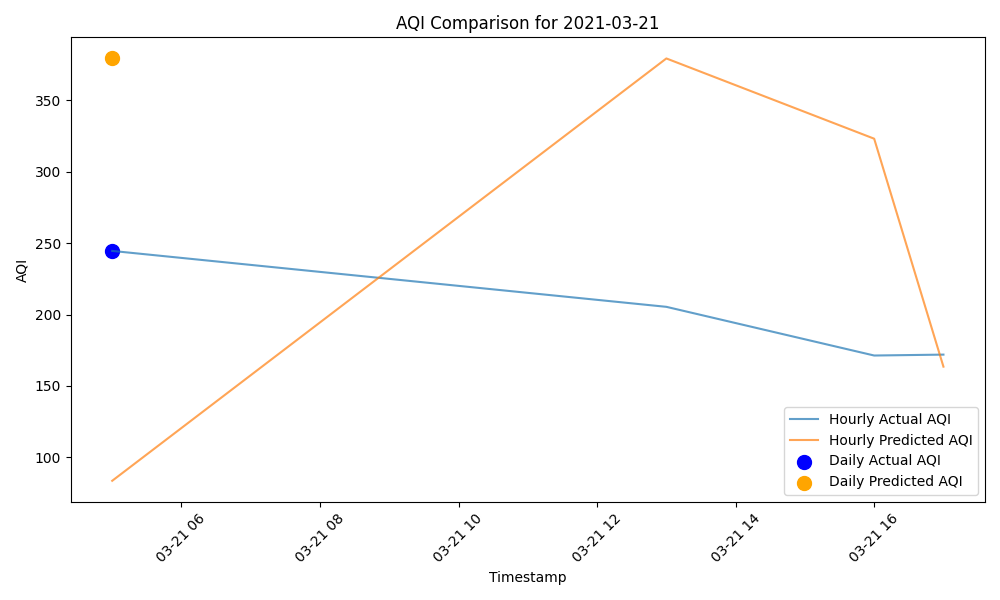 AQI Comparison for 2021-03-21
AQI
350
300
250
200
150
100
Hourly Actual AQI
Hourly Predicted AQI
Daily Actual AQI
Daily Predicted AQI
03-21 06
03-21 08
03-21 10
03-21 12
03-21 14
03-21 16
Timestamp